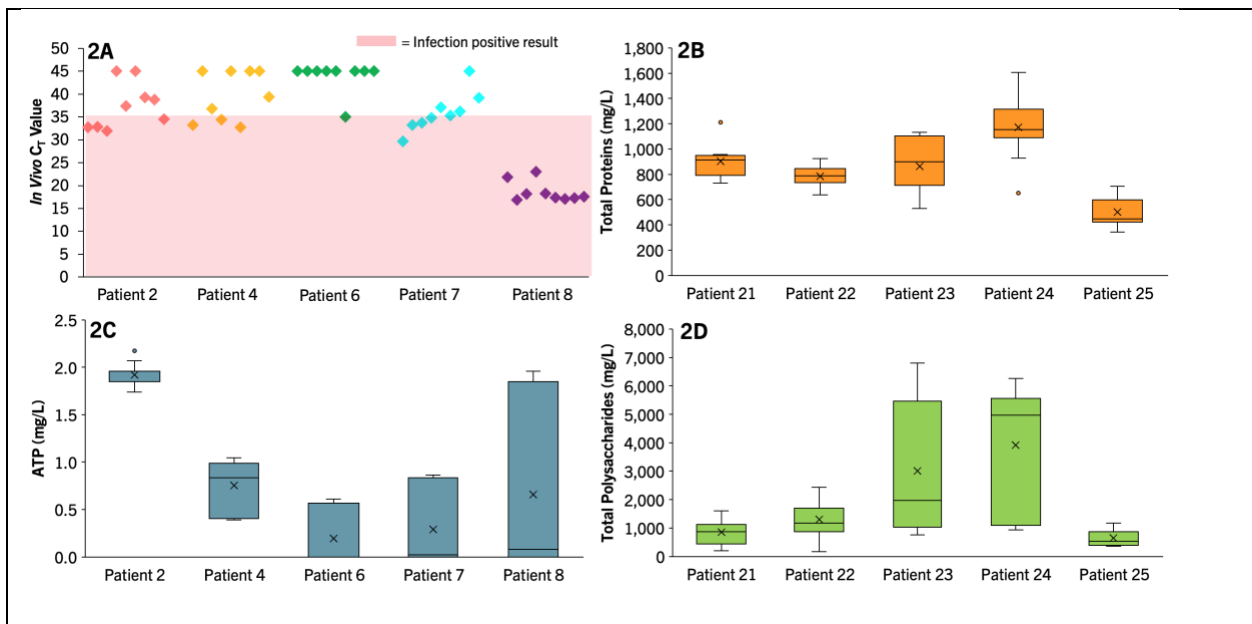 2A
= Infection positive result
In Vivo CT Value
50
45
40
35
30
25
20
15
10
5
0
Patient 2
Patient 4
Patient 6
Patient 7
Patient 8
2B
Total Proteins (mg/L)
1,800
1,600
1,400
1,200
1,000
800
600
400
200
0
Patient 21
Patient 22
Patient 23
Patient 24
Patient 25
2C
ATP (mg/L)
2.5
2.0
1.5
1.0
0.5
0.0
Patient 2
Patient 4
Patient 6
Patient 7
Patient 8
2D
Total Polysaccharides (mg/L)
8,000
7,000
6,000
5,000
4,000
3,000
2,000
1,000
0
Patient 21
Patient 22
Patient 23
Patient 24
Patient 25